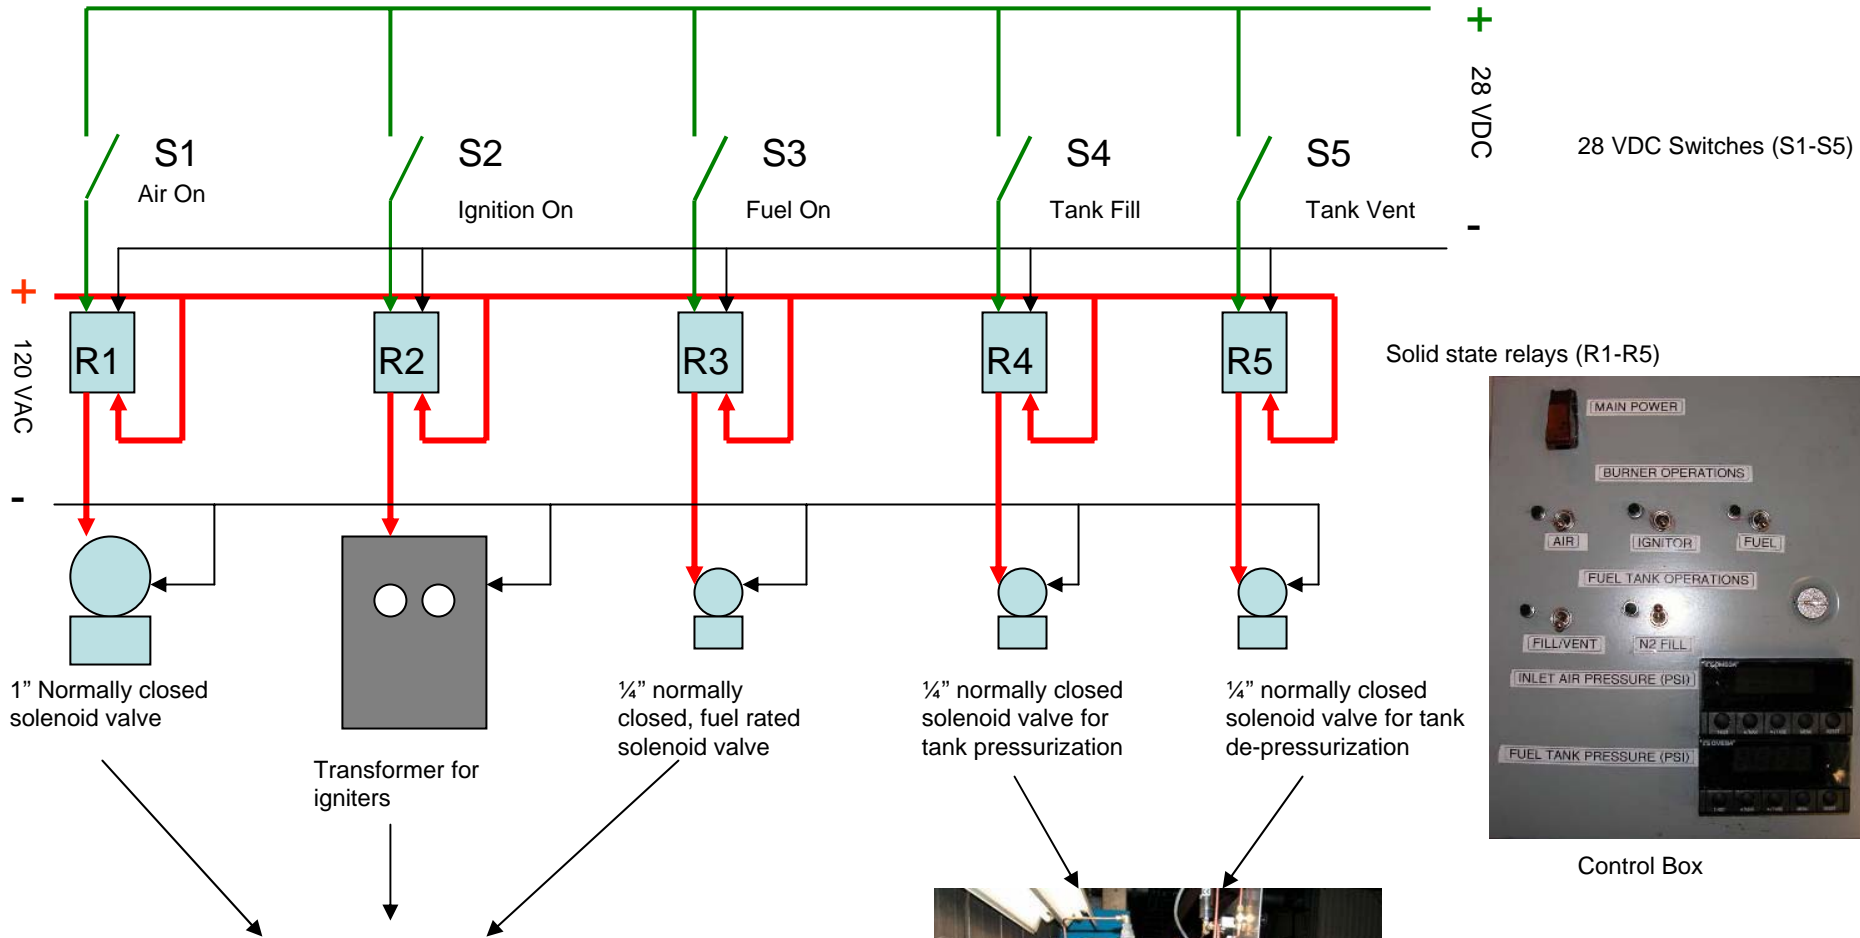 +
28 VDC
-
28 VDC Switches (S1-S5)
S1
Air On
S2
Ignition On
S3
Fuel On
S4
Tank Fill
S5
Tank Vent
+
120 VAC
-
R1
R2
R3
R4
R5
Solid state relays (R1-R5)
MAIN POWER
BURNER OPERATIONS
AIR
IGNITOR
FUEL
FUEL TANK OPERATIONS
FILL/VENT
N2 FILL
INLET AIR PRESSURE (PSI)
FUEL TANK PRESSURE (PSI)
Control Box
1” Normally closed
solenoid valve
Transformer for
igniters
¼” normally
closed, fuel rated
solenoid valve
¼” normally closed
solenoid valve for
tank pressurization
¼” normally closed
solenoid valve for tank
de-pressurization